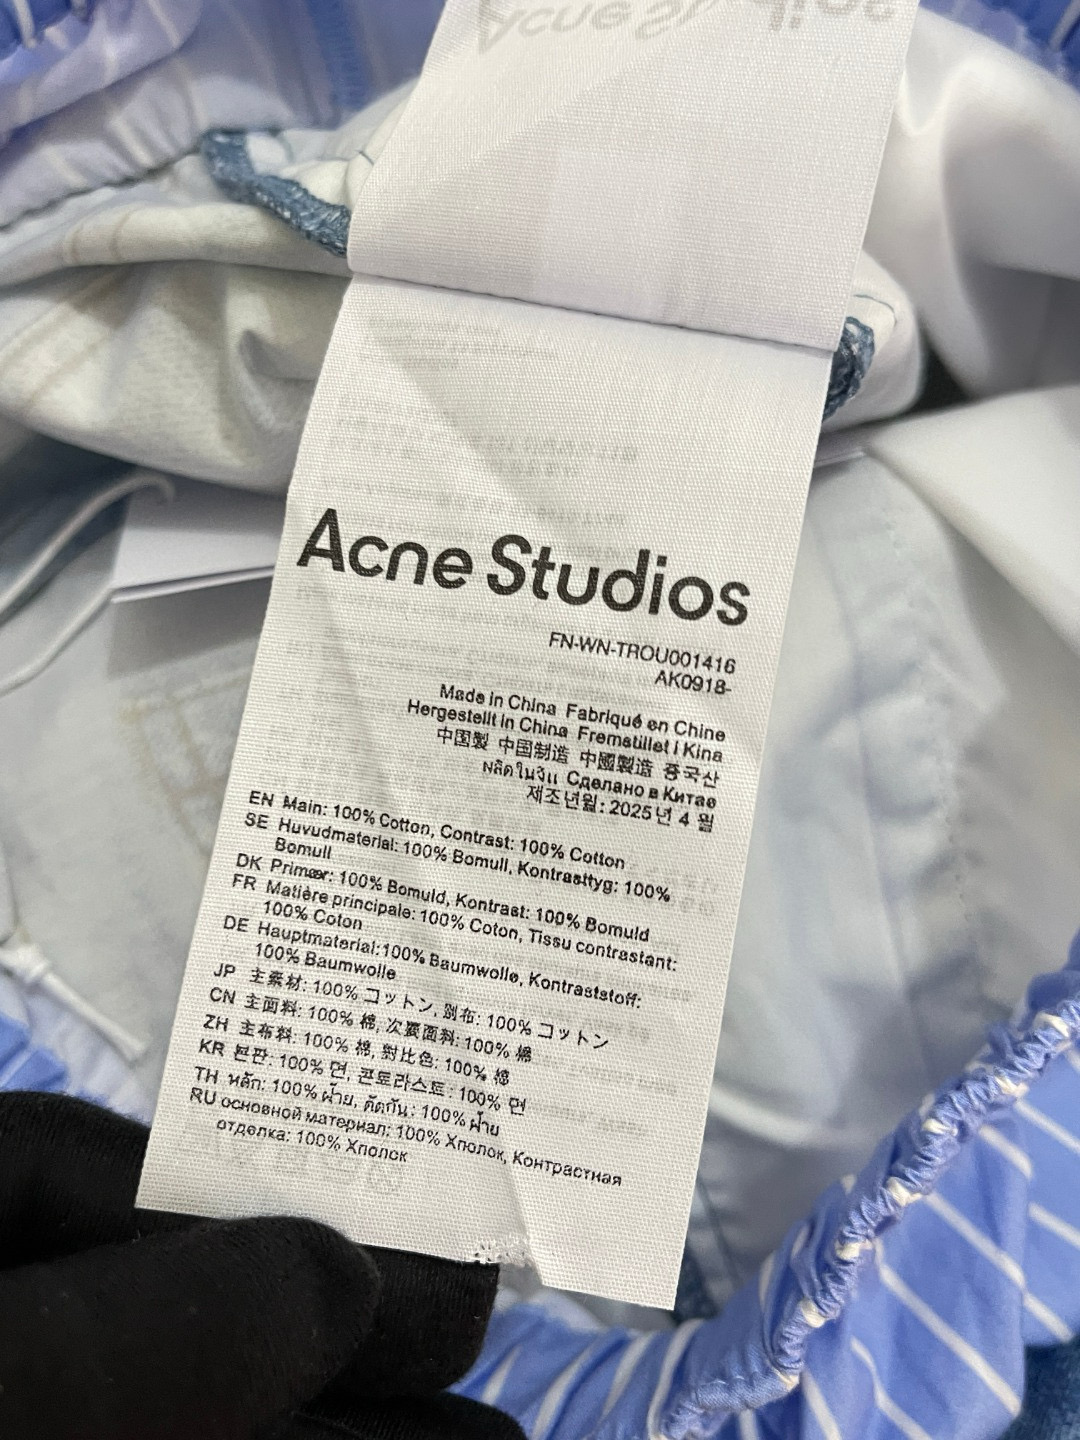 Acne Studios
FN-WN-TROU001416
AK0918-
Made in China Fabriqué en Chine
Hergestellt in China Fremstillet i Kina
中国製 中国制造 中國製造 중국산
ผลิตในจีน Сделано в Китае
제조년월: 2025년 4 월
EN Main: 100% Cotton, Contrast: 100% Cotton
SE Huvudmaterial: 100% Bomull, Kontrasttyg: 100%
Bomull
DK Primær: 100% Bomuld, Kontrast: 100% Bomuld
FR Matière principale: 100% Coton, Tissu contrastant:
100% Coton
DE Hauptmaterial:100% Baumwolle, Kontraststoff:
100% Baumwolle
JP 主素材: 100% コットン, 別布: 100% コットン
CN 主面料: 100% 棉, 次要面料: 100% 棉
ZH 主布料: 100% 棉, 對比色: 100% 棉
KR 본판: 100% 면, 콘토라스트: 100% 면
TH หลัก: 100% ฝ้าย, ตัดกัน: 100% ฝ้าย
RU основной материал: 100% Хлопок, Контрастная
отделка: 100% Хлопок